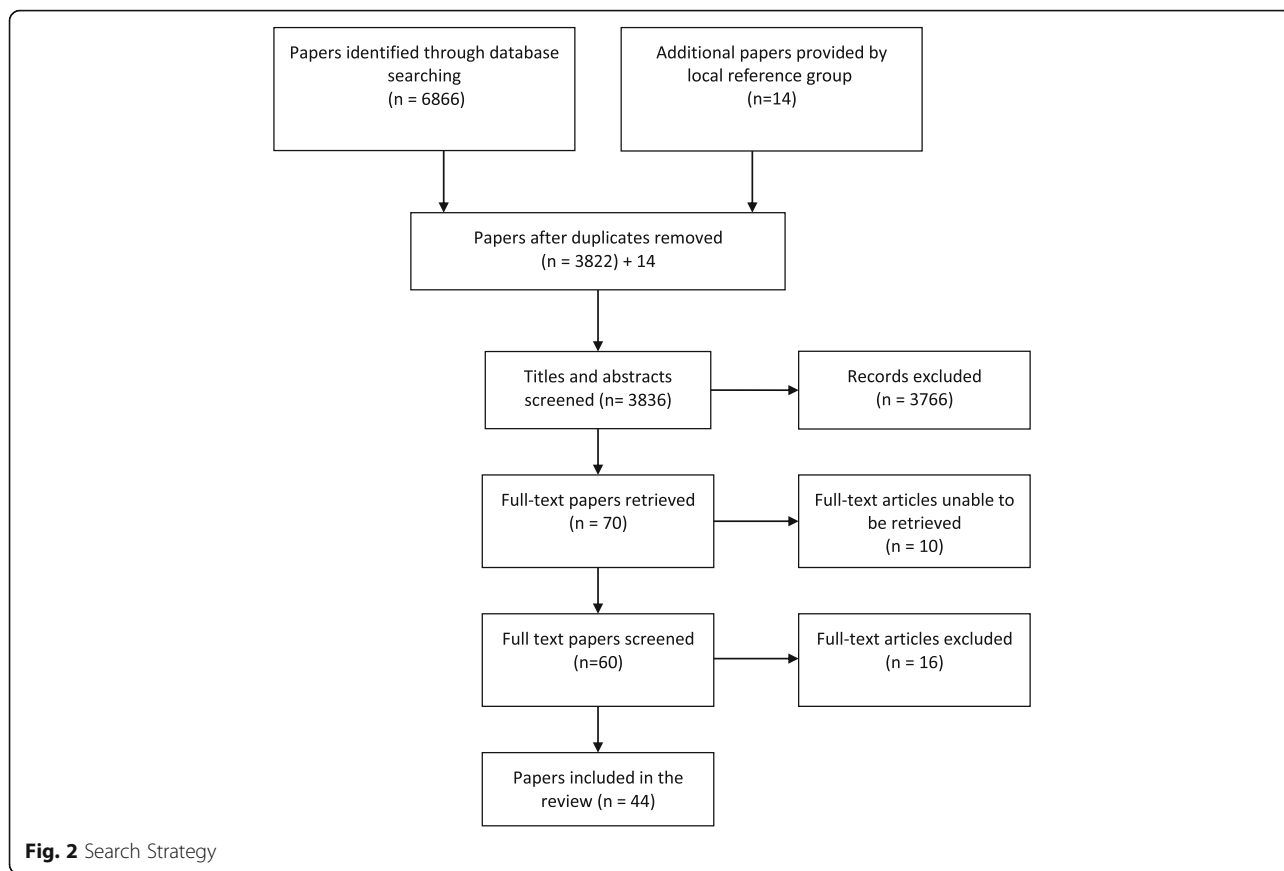 Papers identified through database
searching
(n = 6866)
Additional papers provided by
local reference group
(n=14)
Papers after duplicates removed
(n = 3822) + 14
Titles and abstracts
screened (n= 3836)
Records excluded
(n = 3766)
Full-text papers retrieved
(n = 70)
Full-text articles unable to
be retrieved
(n = 10)
Full text papers screened
(n=60)
Full-text articles excluded
(n = 16)
Papers included in the
review (n = 44)
Fig. 2 Search Strategy